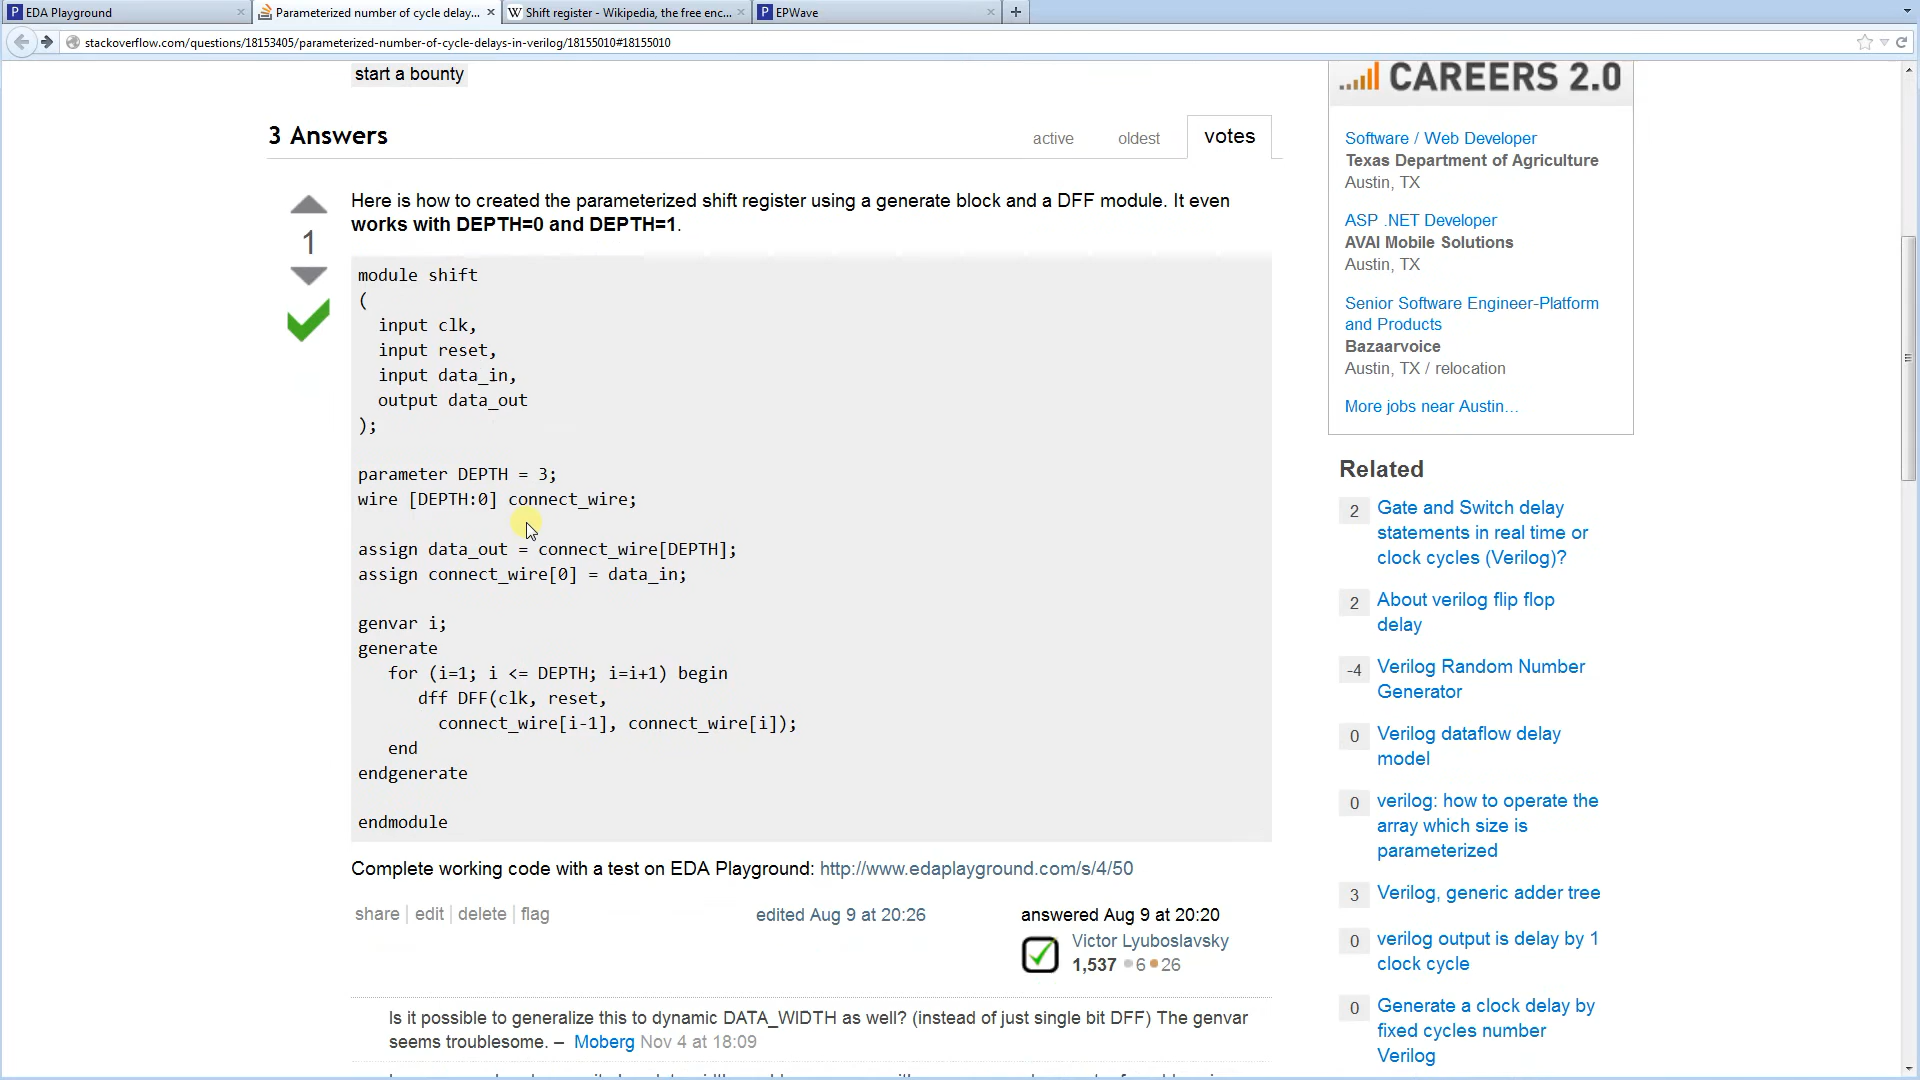 EDA Playground
Parameterized number of cycle delay...
Shift register - Wikipedia, the free enc...
EPWave
stackoverflow.com/questions/18153405/parameterized-number-of-cycle-delays-in-verilog/18155010#18155010
start a bounty
3 Answers
active
oldest
votes
1
Here is how to created the parameterized shift register using a generate block and a DFF module. It even
works with DEPTH=0 and DEPTH=1.
module shift
(
input clk,
input reset,
input data_in,
output data_out
);
parameter DEPTH = 3;
wire [DEPTH:0] connect_wire;
assign data_out = connect_wire[DEPTH];
assign connect_wire[0] = data_in;
genvar i;
generate
for (i=1; i <= DEPTH; i=i+1) begin
dff DFF(clk, reset,
connect_wire[i-1], connect_wire[i]);
end
endgenerate
endmodule
Complete working code with a test on EDA Playground: http://www.edaplayground.com/s/4/50
share edit delete flag
edited Aug 9 at 20:26
answered Aug 9 at 20:20
Victor Lyuboslavsky
1,537 6 26
Is it possible to generalize this to dynamic DATA_WIDTH as well? (instead of just single bit DFF) The genvar
seems troublesome. – Moberg Nov 4 at 18:09
CAREERS 2.0
Software / Web Developer
Texas Department of Agriculture
Austin, TX
ASP .NET Developer
AVAI Mobile Solutions
Austin, TX
Senior Software Engineer-Platform
and Products
Bazaarvoice
Austin, TX / relocation
More jobs near Austin...
Related
2 Gate and Switch delay
statements in real time or
clock cycles (Verilog)?
2 About verilog flip flop
delay
-4 Verilog Random Number
Generator
0 Verilog dataflow delay
model
0 verilog: how to operate the
array which size is
parameterized
3 Verilog, generic adder tree
0 verilog output is delay by 1
clock cycle
0 Generate a clock delay by
fixed cycles number
Verilog